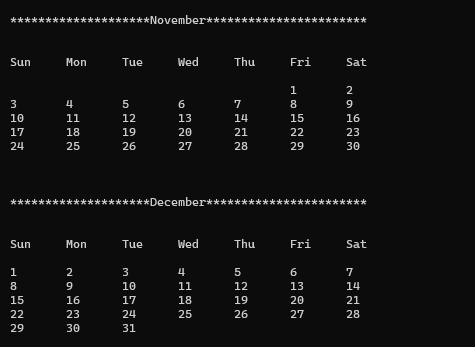 ********************November***********************
Sun Mon Tue Wed Thu Fri Sat
1 2
3 4 5 6 7 8 9
10 11 12 13 14 15 16
17 18 19 20 21 22 23
24 25 26 27 28 29 30
********************December***********************
Sun Mon Tue Wed Thu Fri Sat
1 2 3 4 5 6 7
8 9 10 11 12 13 14
15 16 17 18 19 20 21
22 23 24 25 26 27 28
29 30 31